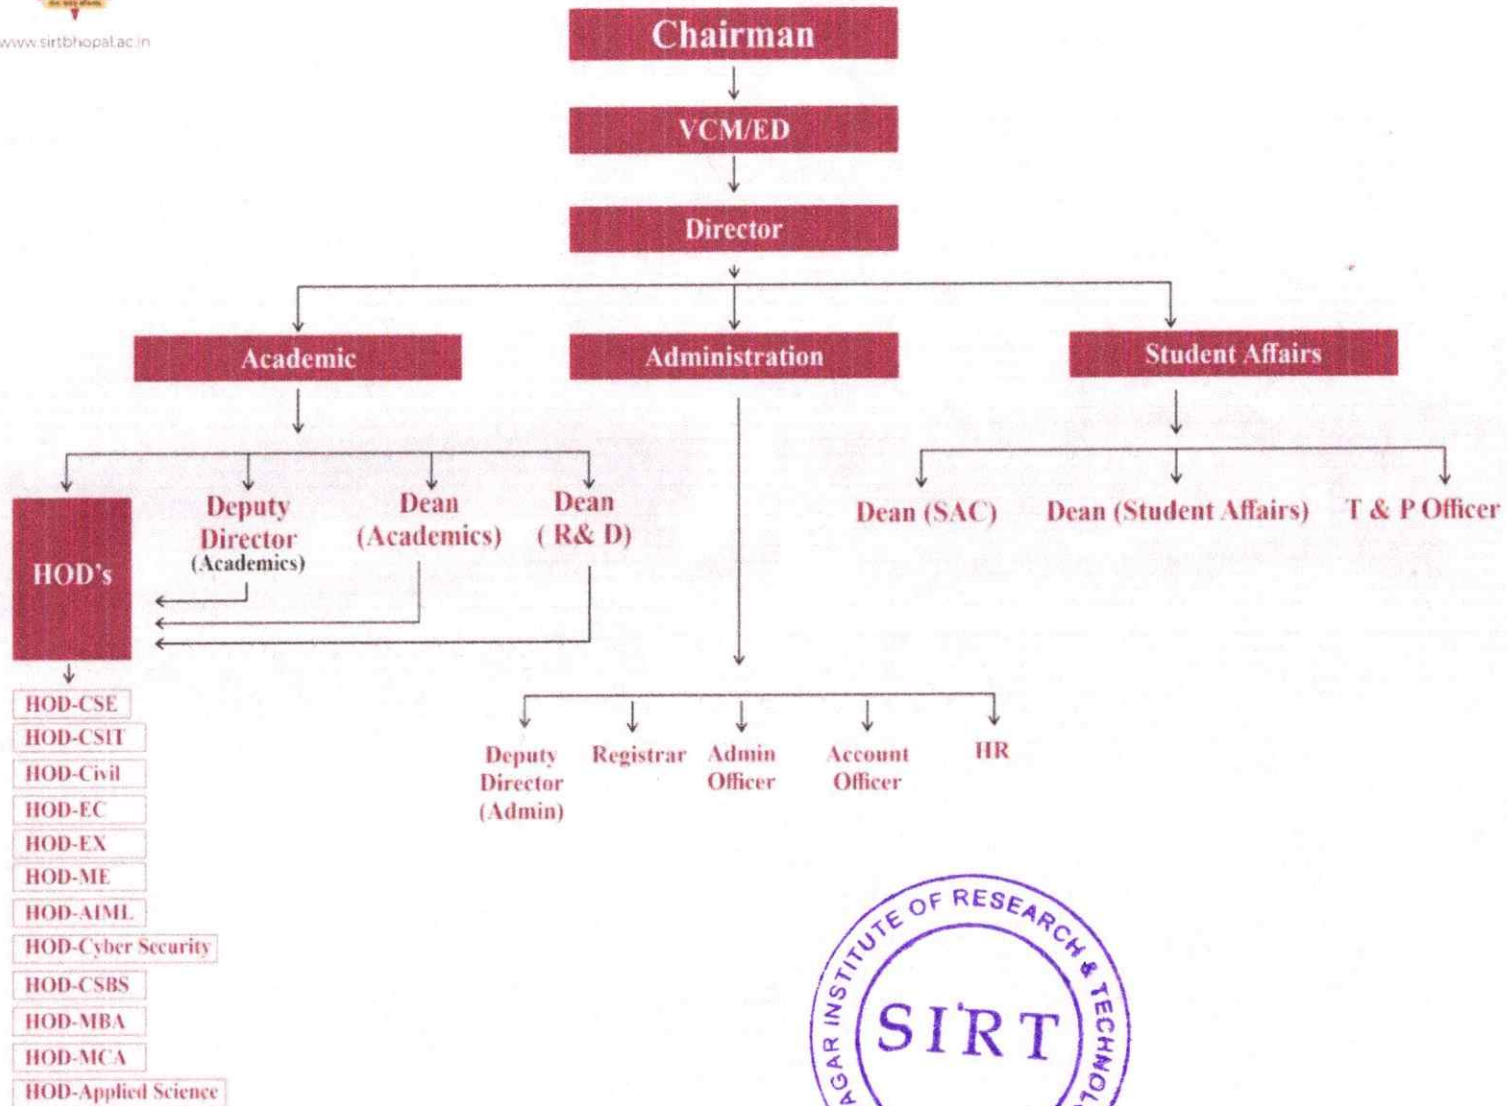 www.sirtbhopal.ac.in
Chairman
VCM/ED
Director
Academic
Administration
Student Affairs
HOD's
Deputy
Director
(Academics)
Dean
(Academics)
Dean
( R& D)
Dean (SAC)
Dean (Student Affairs)
T & P Officer
HOD-CSE
HOD-CSIT
HOD-Civil
HOD-EC
HOD-EX
HOD-ME
HOD-AIML
HOD-Cyber Security
HOD-CSBS
HOD-MBA
HOD-MCA
HOD-Applied Science
Deputy
Director
(Admin)
Registrar
Admin
Officer
Account
Officer
HR
AGAR INSTITUTE OF RESEARCH & TECHNOL
SIRT